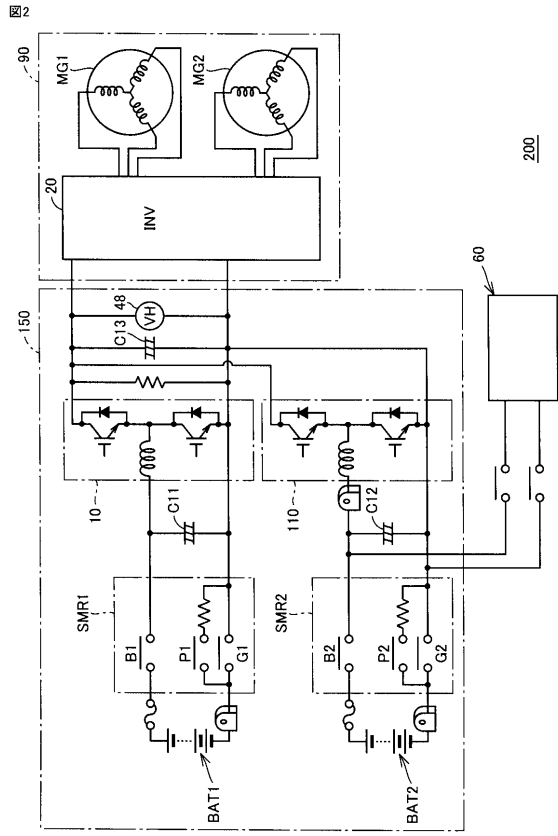 図2
90
MG1
MG2
20
INV
200
150
48
VH
C13
60
10
110
C11
C12
SMR1
SMR2
B1
P1
G1
B2
P2
G2
BAT1
BAT2